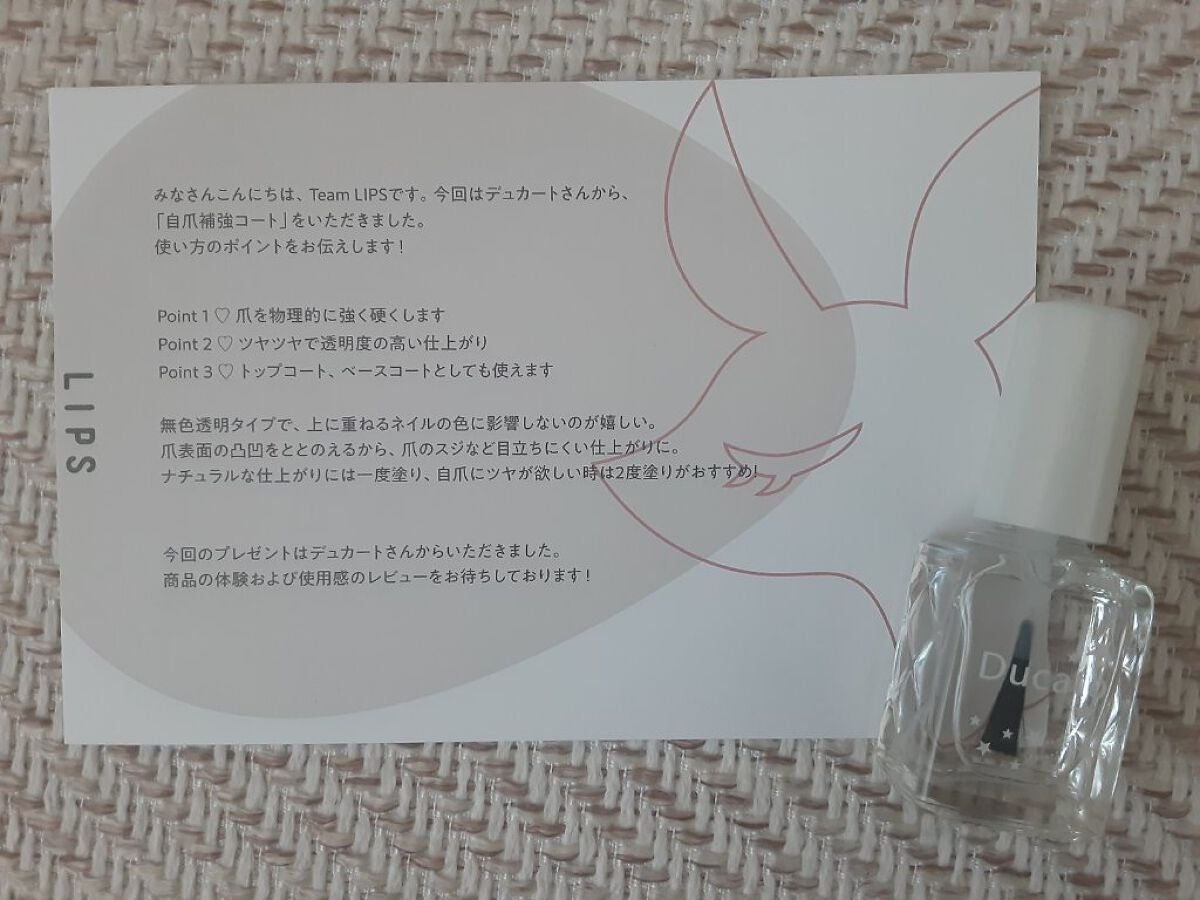 みなさんこんにちは、Team LIPSです。今回はデュカートさんから、
「自爪補強コート」をいただきました。
使い方のポイントをお伝えします!
Point 1 ♡ 爪を物理的に強く硬くします
Point 2 ♡ ツヤツヤで透明度の高い仕上がり
Point 3 ♡ トップコート、ベースコートとしても使えます
無色透明タイプで、上に重ねるネイルの色に影響しないのが嬉しい。
爪表面の凸凹をととのえるから、爪のスジなど目立ちにくい仕上がりに。
ナチュラルな仕上がりには一度塗り、自爪にツヤが欲しい時は2度塗りがおすすめ!
今回のプレゼントはデュカートさんからいただきました。
商品の体験および使用感のレビューをお待ちしております!
LIPS
Ducato